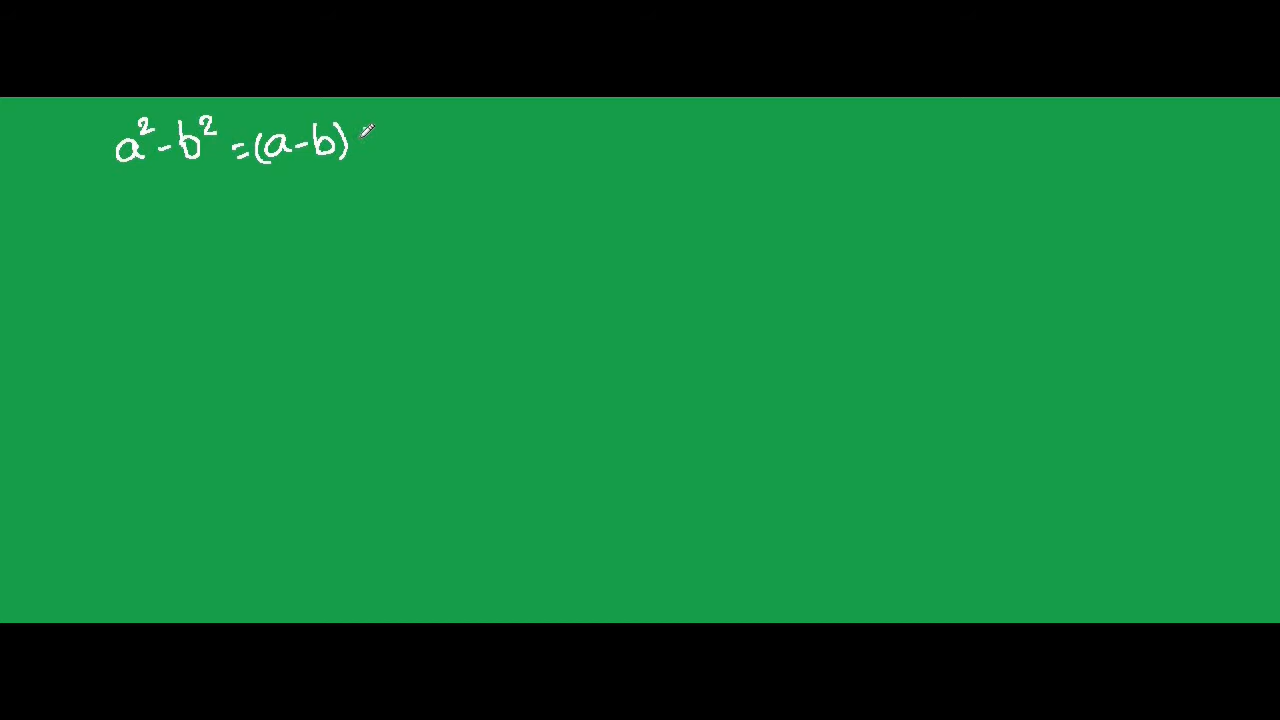 a² - b² = (a - b)